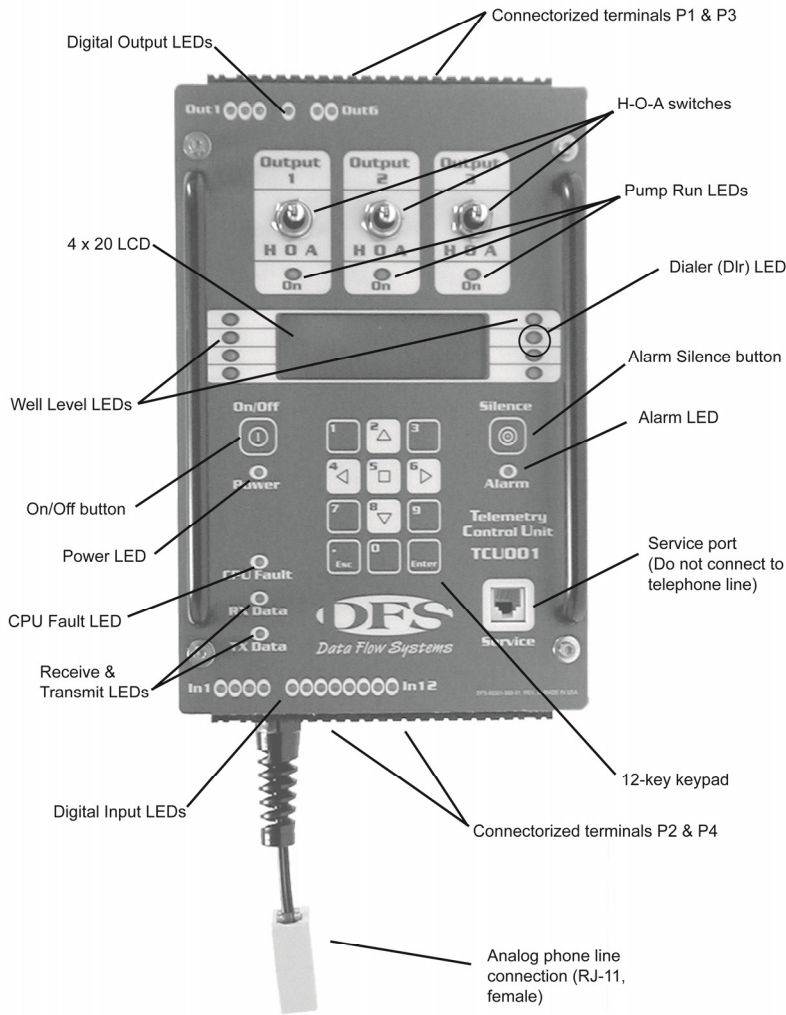 Connectorized terminals P1 & P3
Digital Output LEDs
H-O-A switches
Out1 Out6
Output 1
Output 2
Output 3
Pump Run LEDs
H O A
H O A
H O A
4 x 20 LCD
On
On
On
Dialer (Dlr) LED
Alarm Silence button
Well Level LEDs
On/Off
Silence
Alarm LED
1
2
3
4
5
6
Power
Alarm
On/Off button
7
8
9
Telemetry
Control Unit
TCU001
Power LED
. Esc
0
Enter
Service port
(Do not connect to
telephone line)
CPU Fault
CPU Fault LED
RX Data
DFS
Data Flow Systems
Service
TX Data
Receive &
Transmit LEDs
In1 In12
12-key keypad
Digital Input LEDs
Connectorized terminals P2 & P4
Analog phone line
connection (RJ-11,
female)